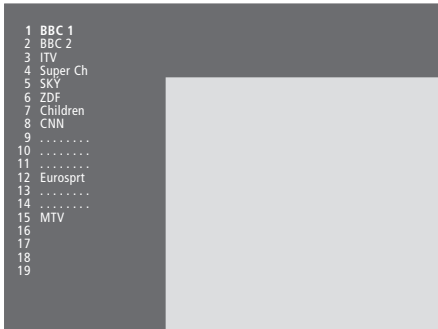 1 BBC 1
2 BBC 2
3 ITV
4 Super Ch
5 SKY
6 ZDF
7 Children
8 CNN
9 ........
10 ........
11 ........
12 Eurosprt
13 ........
14 ........
15 MTV
16
17
18
19